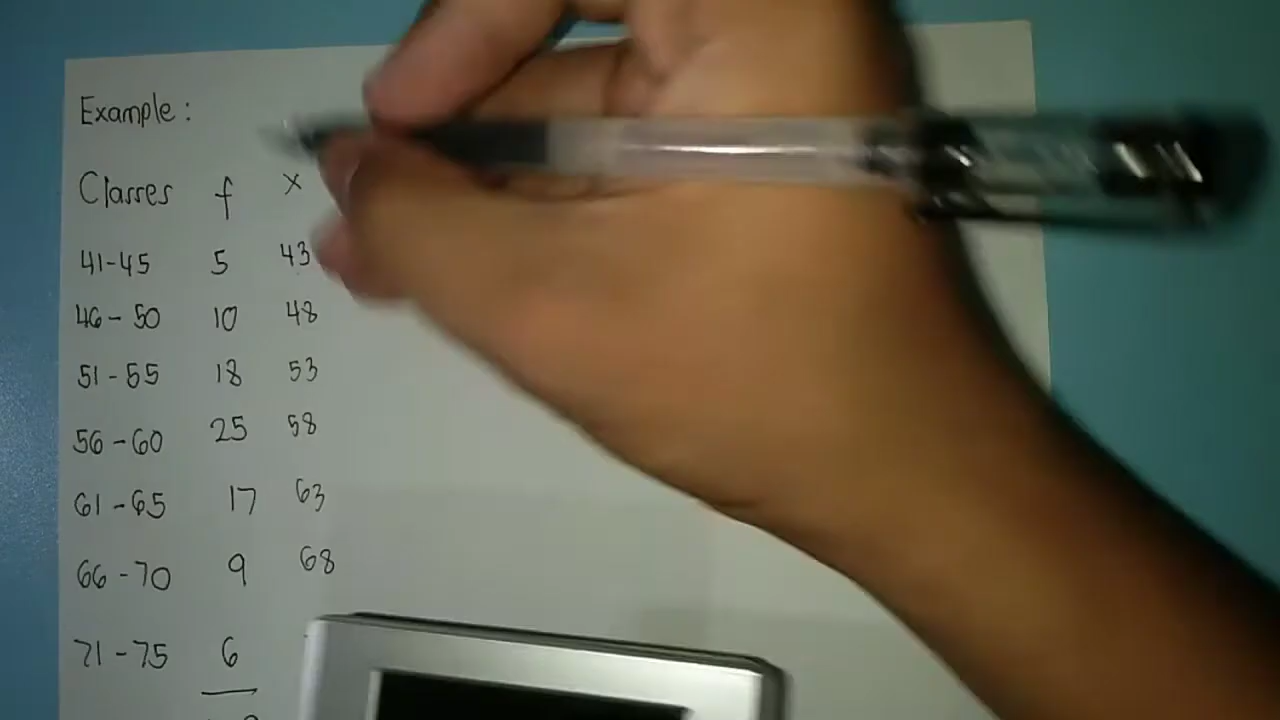 Example:
Classes f x
41-45 5 43
46-50 10 48
51-55 18 53
56-60 25 58
61-65 17 63
66-70 9 68
71-75 6